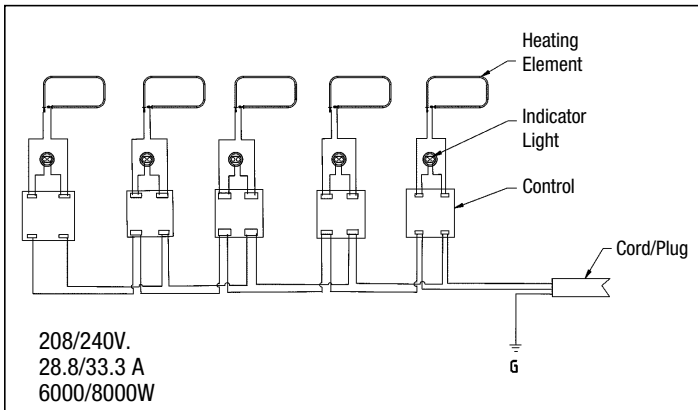 Heating
Element
Indicator
Light
Control
Cord/Plug
G
208/240V.
28.8/33.3 A
6000/8000W